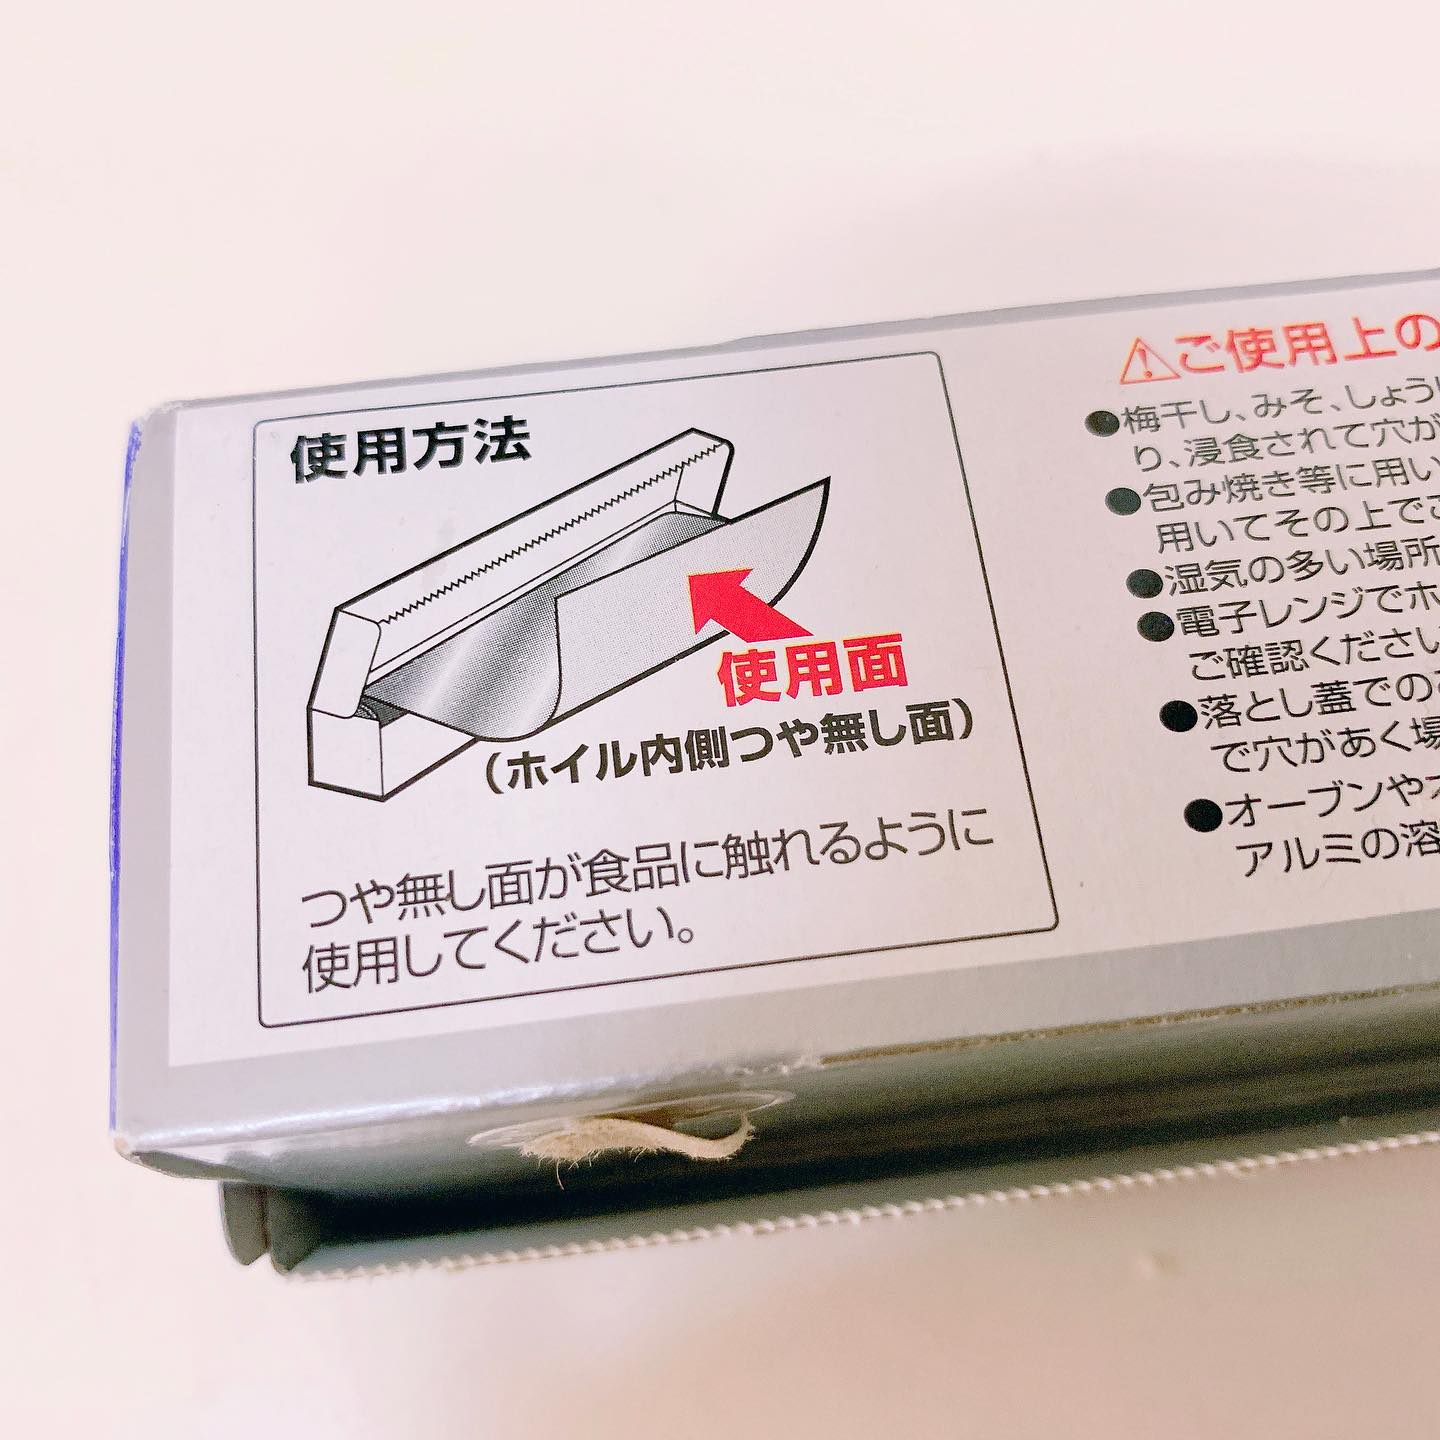 使用方法
使用面
(ホイル内側つや無し面)
つや無し面が食品に触れるように
使用してください。
⚠ご使用上の
●梅干し、みそ、しょう
り、浸食されて穴が
●包み焼き等に用い
用いてその上でご
●湿気の多い場所
●電子レンジでホ
ご確認ください
●落とし蓋でのご
で穴があく場
●オーブンや
アルミの溶